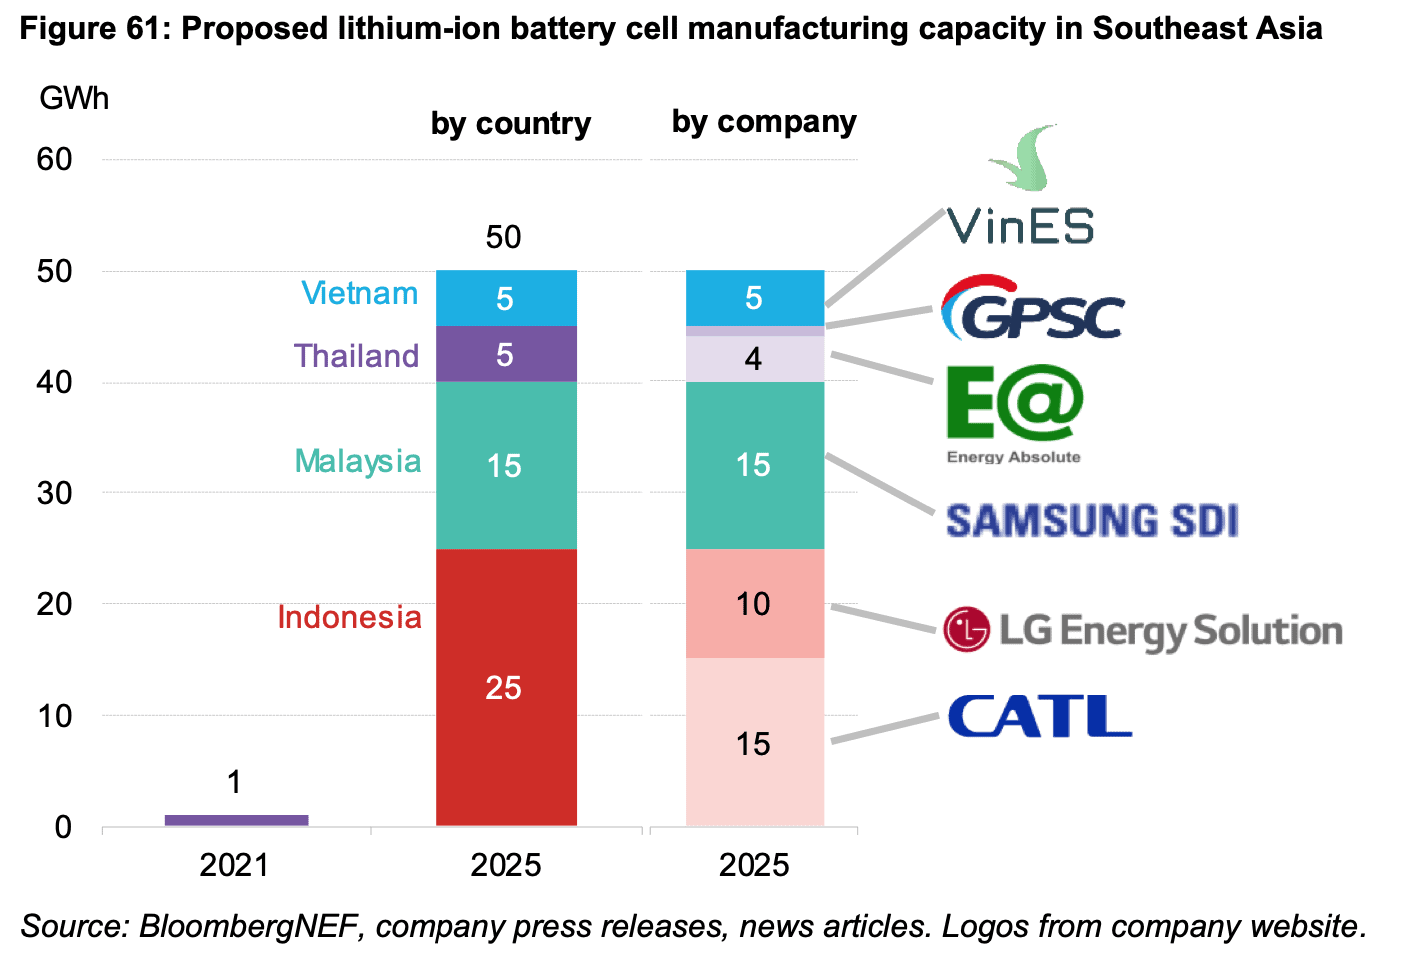 Figure 61: Proposed lithium-ion battery cell manufacturing capacity in Southeast Asia
GWh
by country
by company
60
50
40
30
20
10
0
50
Vietnam
5
Thailand
5
Malaysia
15
Indonesia
25
1
5
4
15
10
15
VinES
GPSC
E@
Energy Absolute
SAMSUNG SDI
LG Energy Solution
CATL
2021
2025
2025
Source: BloombergNEF, company press releases, news articles. Logos from company website.